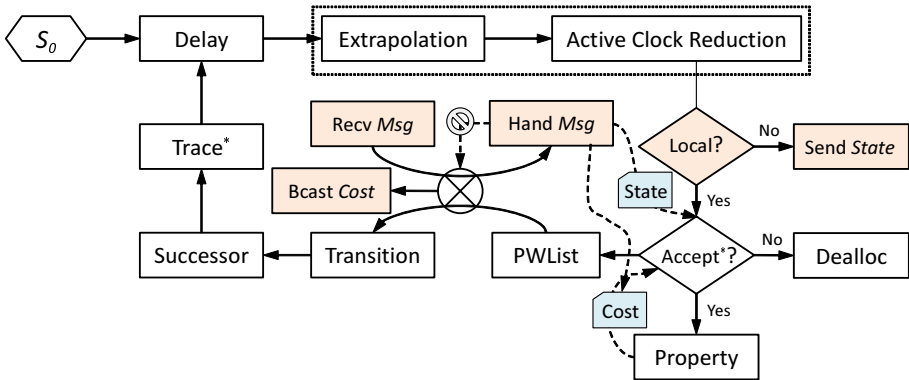 S0
Delay
Extrapolation
Active Clock Reduction
Recv Msg
Hand Msg
Local?
No
Send State
Trace*
Bcast Cost
State
Yes
Successor
Transition
PWList
Accept*?
No
Dealloc
Cost
Yes
Property